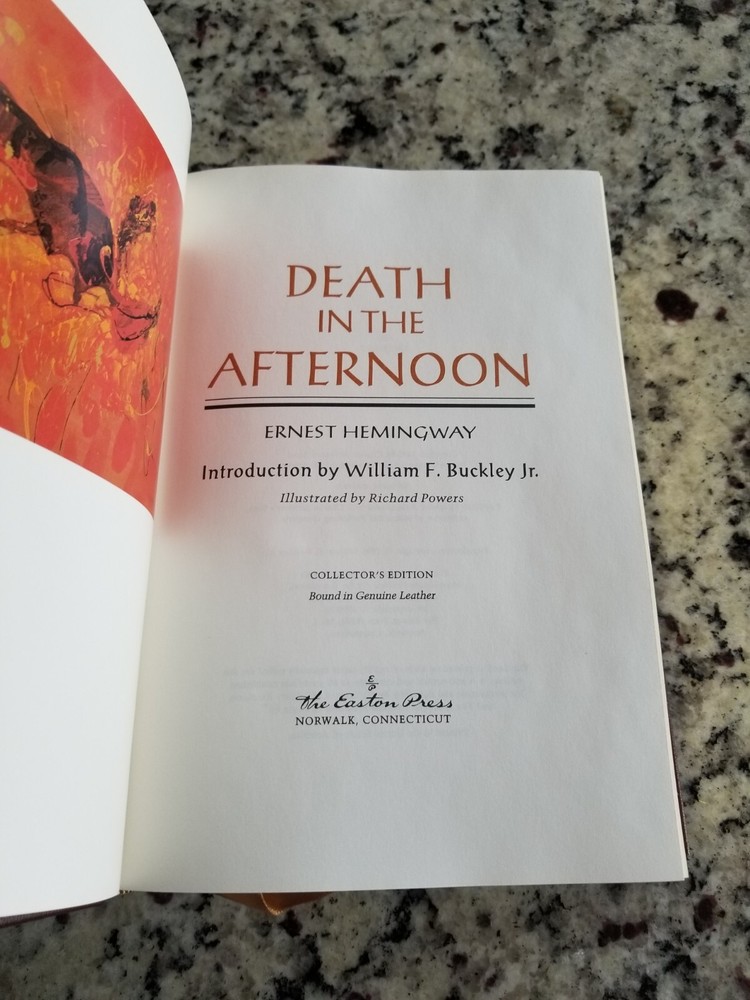 DEATH
IN THE
AFTERNOON
ERNEST HEMINGWAY
Introduction by William F. Buckley Jr.
Illustrated by Richard Powers
COLLECTOR'S EDITION
Bound in Genuine Leather
E
P
The Easton Press
NORWALK, CONNECTICUT